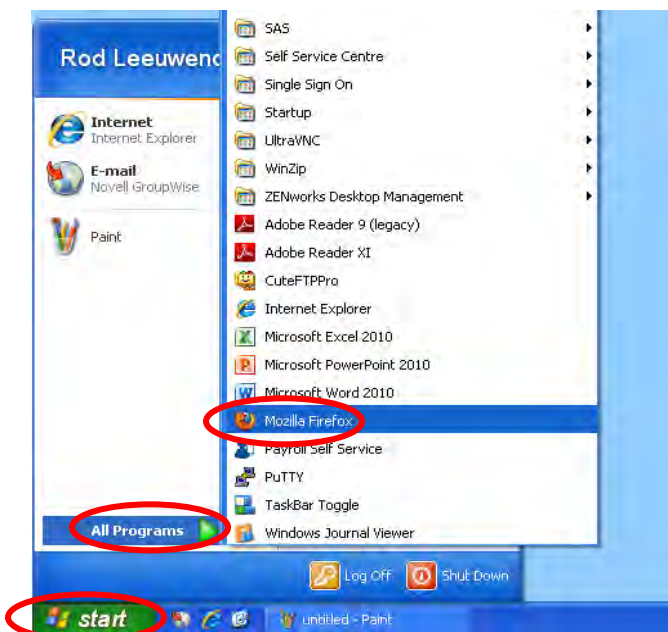 Rod Leeuwen
Internet
Internet Explorer
E-mail
Novell GroupWise
Paint
All Programs
SAS
Self Service Centre
Single Sign On
Startup
UltraVNC
WinZip
ZENworks Desktop Management
Adobe Reader 9 (legacy)
Adobe Reader XI
CuteFTPPro
Internet Explorer
Microsoft Excel 2010
Microsoft PowerPoint 2010
Microsoft Word 2010
Mozilla Firefox
Payroll Self Service
PuTTY
TaskBar Toggle
Windows Journal Viewer
Log Off Shut Down
start untitled - Paint